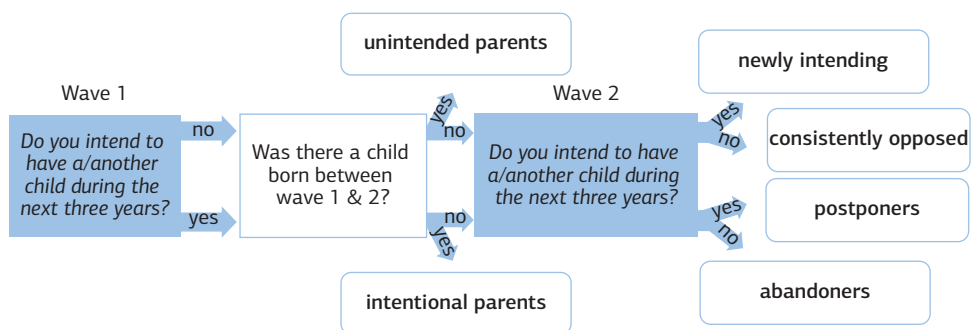 unintended parents
newly intending
Wave 1
Wave 2
yes
yes
no
no
no
consistently opposed
Do you intend to
have a/another
child during the
next three years?
Was there a child
born between
wave 1 & 2?
Do you intend to have
a/another child during
the next three years?
yes
no
yes
yes
no
postponers
intentional parents
abandoners